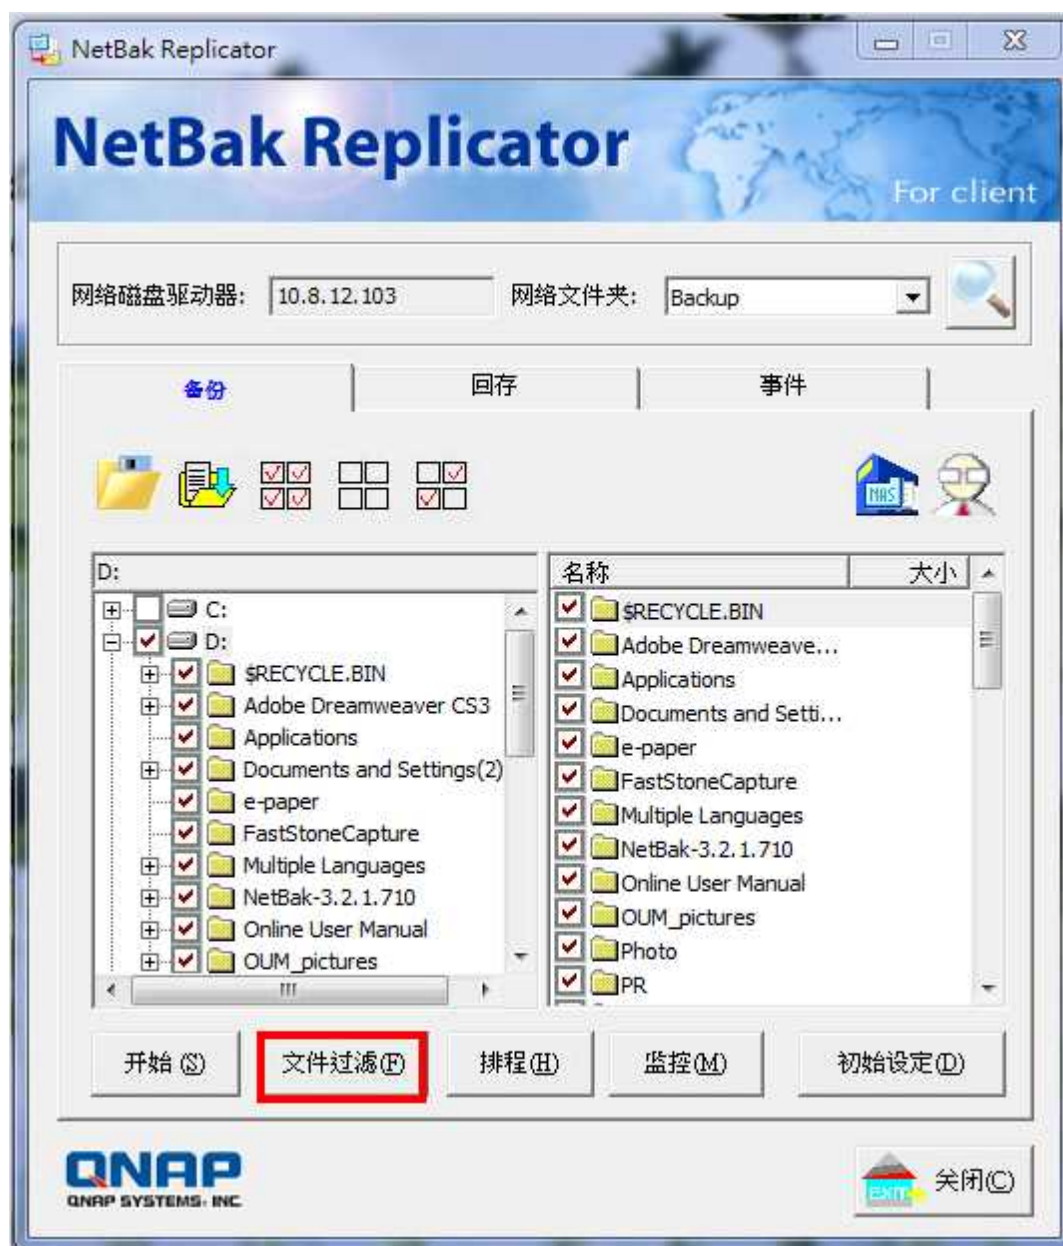 NetBak Replicator
NetBak Replicator
For client
网络磁盘驱动器: 10.8.12.103 网络文件夹: Backup
备份 回存 事件
NAS
D: 名称 大小
C:
D:
$RECYCLE.BIN
Adobe Dreamweaver CS3
Applications
Documents and Settings(2)
e-paper
FastStoneCapture
Multiple Languages
NetBak-3.2.1.710
Online User Manual
OUM_pictures
$RECYCLE.BIN
Adobe Dreamweave...
Applications
Documents and Setti...
e-paper
FastStoneCapture
Multiple Languages
NetBak-3.2.1.710
Online User Manual
OUM_pictures
Photo
PR
开始(S) 文件过滤(F) 排程(H) 监控(M) 初始设定(D)
QNAP
QNAP SYSTEMS, INC
EXIT 关闭(C)